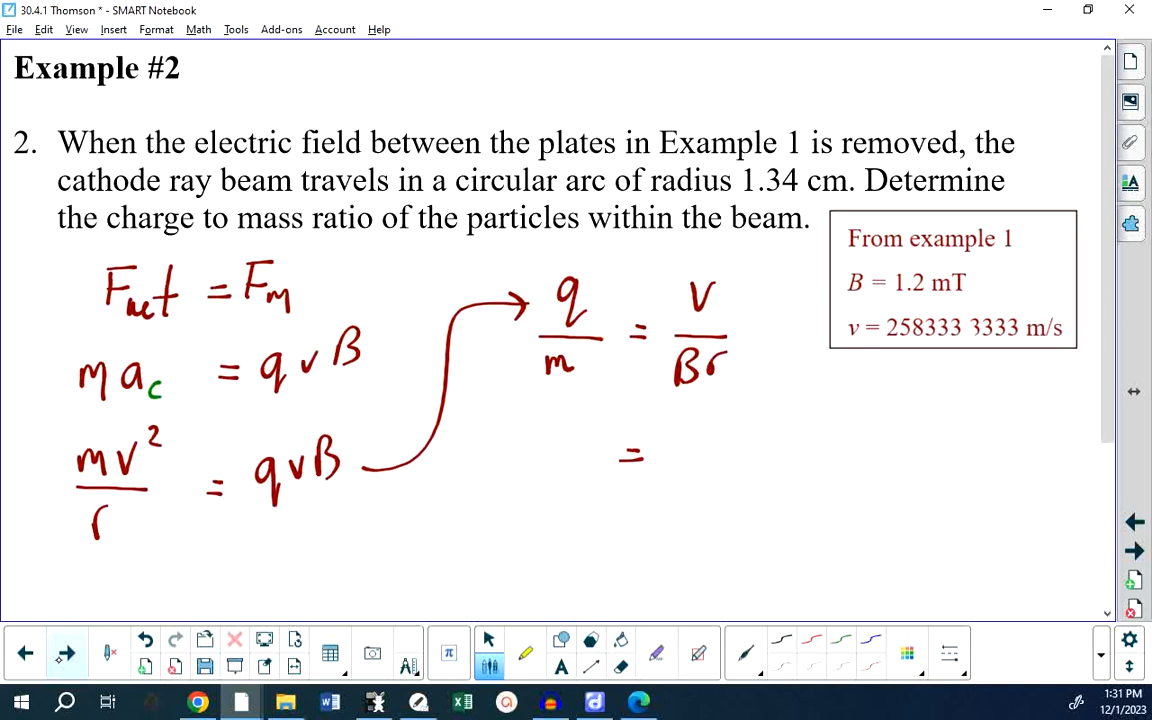 30.4.1 Thomson * - SMART Notebook
File Edit View Insert Format Math Tools Add-ons Account Help
Example #2
2. When the electric field between the plates in Example 1 is removed, the
cathode ray beam travels in a circular arc of radius 1.34 cm. Determine
the charge to mass ratio of the particles within the beam.
From example 1
B = 1.2 mT
v = 258333 3333 m/s
Fnet = Fm
m ac = qvB
mv²/r = qvB
q/m = v/Br
=
π
A
1:31 PM
12/1/2023